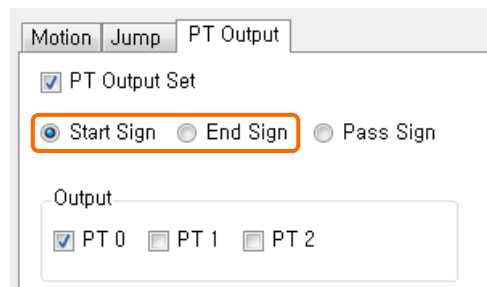 Motion Jump PT Output
PT Output Set
Start Sign End Sign Pass Sign
Output
PT 0 PT 1 PT 2